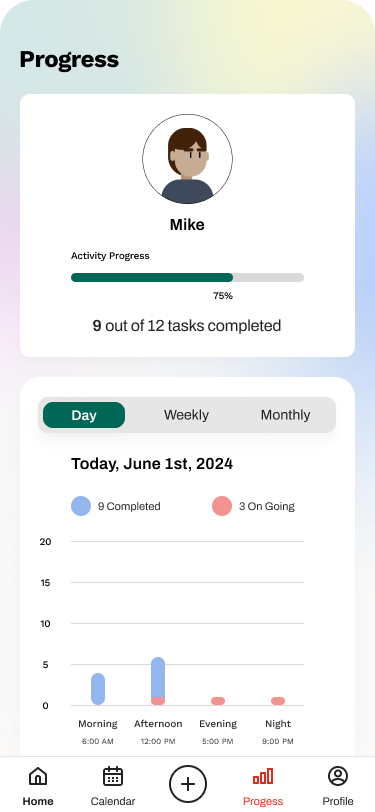 Progress
Mike
Activity Progress
75%
9 out of 12 tasks completed
Day Weekly Monthly
Today, June 1st, 2024
9 Completed 3 On Going
20
15
10
5
0
Morning Afternoon Evening Night
6:00 AM 12:00 PM 5:00 PM 9:00 PM
Home Calendar Progess Profile